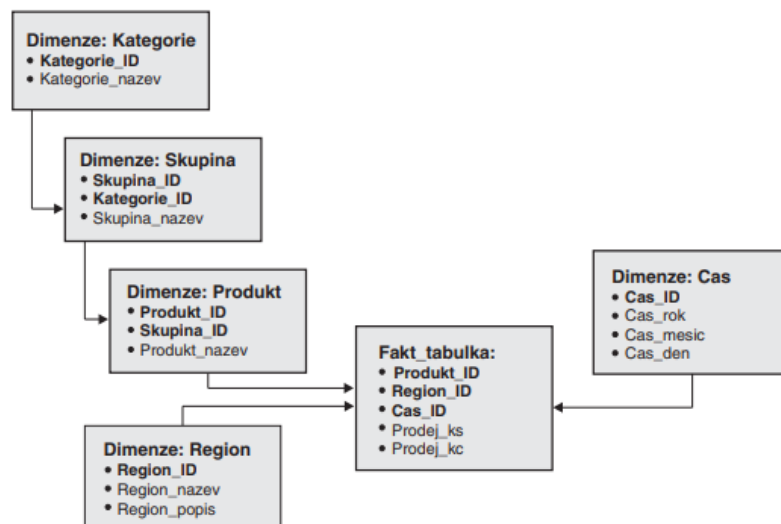 Dimenze: Kategorie
• Kategorie_ID
• Kategorie_nazev
Dimenze: Skupina
• Skupina_ID
• Kategorie_ID
• Skupina_nazev
Dimenze: Produkt
• Produkt_ID
• Skupina_ID
• Produkt_nazev
Dimenze: Region
• Region_ID
• Region_nazev
• Region_popis
Fakt_tabulka:
• Produkt_ID
• Region_ID
• Cas_ID
• Prodej_ks
• Prodej_kc
Dimenze: Cas
• Cas_ID
• Cas_rok
• Cas_mesic
• Cas_den